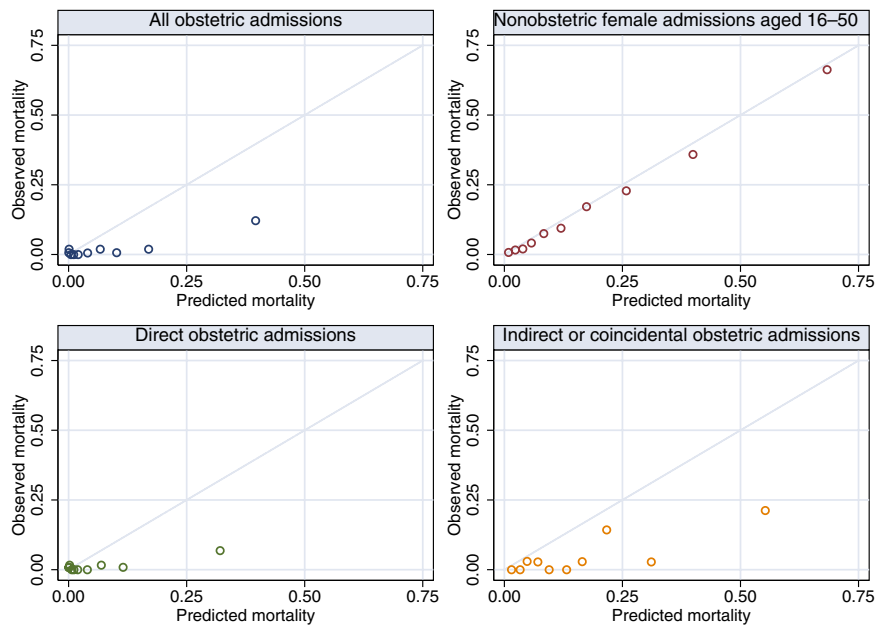 All obstetric admissions
Observed mortality
0.75
0.50
0.25
0.00
0.00 0.25 0.50 0.75
Predicted mortality
Nonobstetric female admissions aged 16–50
Observed mortality
0.75
0.50
0.25
0.00
0.00 0.25 0.50 0.75
Predicted mortality
Direct obstetric admissions
Observed mortality
0.75
0.50
0.25
0.00
0.00 0.25 0.50 0.75
Predicted mortality
Indirect or coincidental obstetric admissions
Observed mortality
0.75
0.50
0.25
0.00
0.00 0.25 0.50 0.75
Predicted mortality